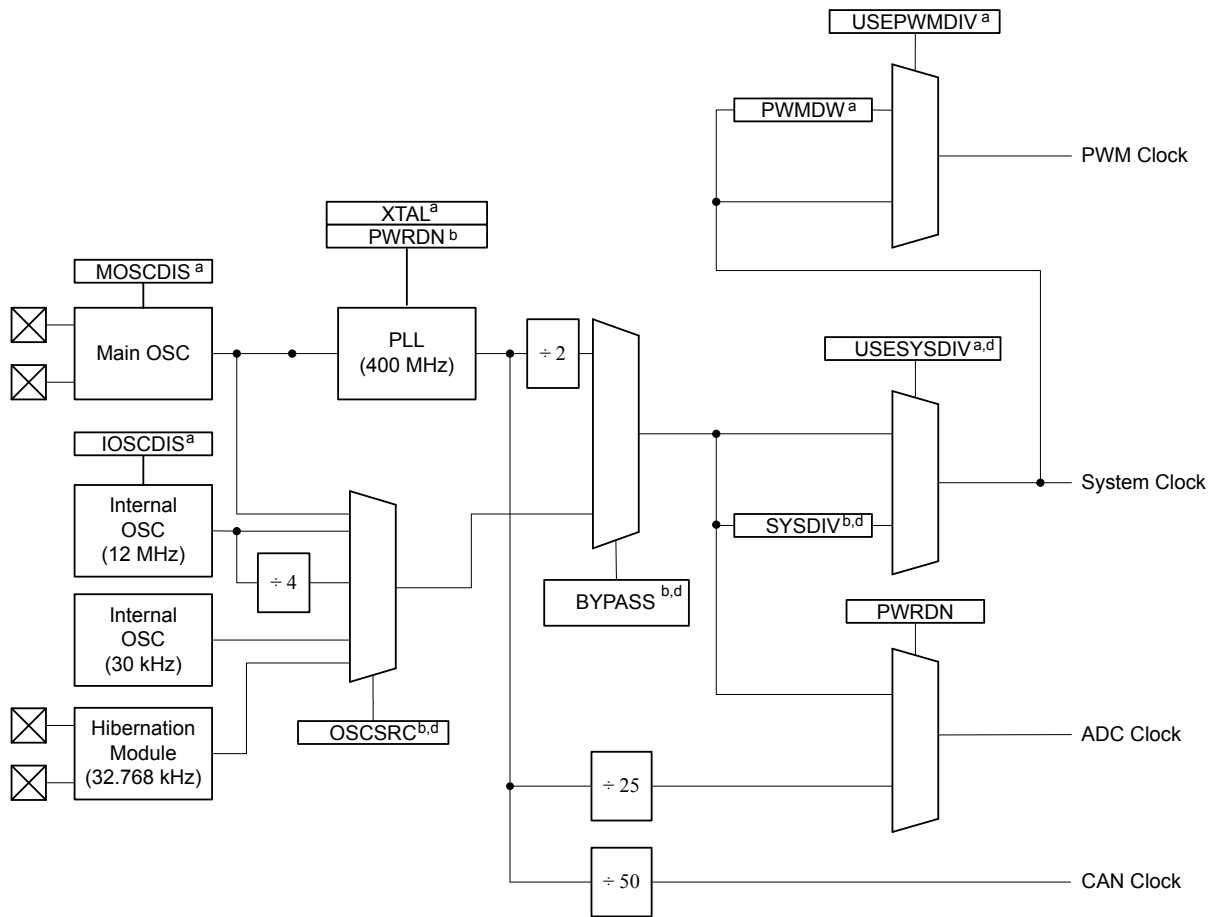 USEPWMDIV a
PWMDW a
PWM Clock
XTAL a
PWRDN b
MOSCDIS a
Main OSC
PLL
(400 MHz)
÷ 2
USESYSDIV a,d
IOSCDIS a
Internal
OSC
(12 MHz)
÷ 4
System Clock
SYSDIV b,d
BYPASS b,d
PWRDN
Internal
OSC
(30 kHz)
OSCSRC b,d
Hibernation
Module
(32.768 kHz)
ADC Clock
÷ 25
÷ 50
CAN Clock